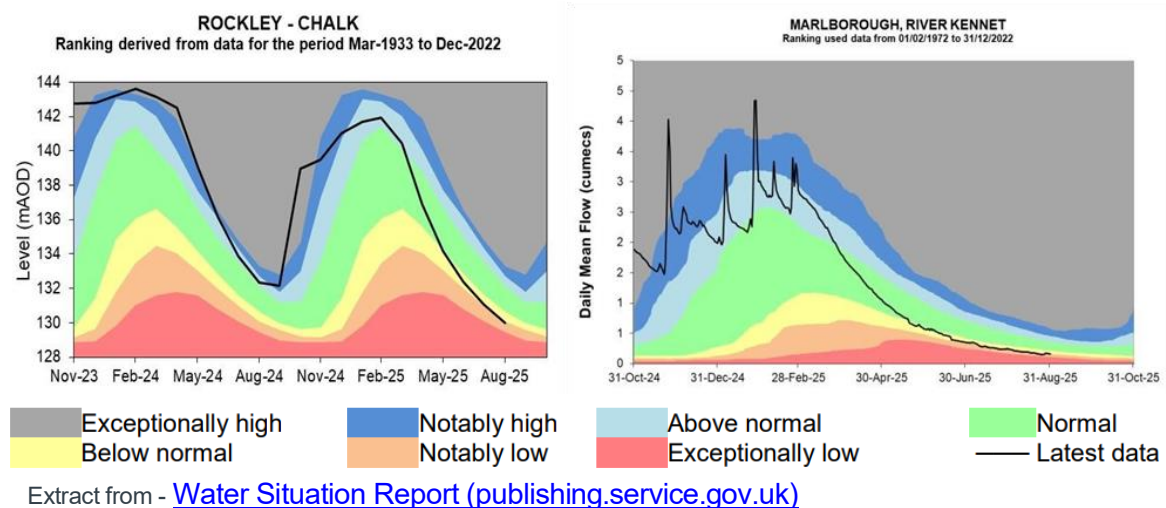 ROCKLEY - CHALK
Ranking derived from data for the period Mar-1933 to Dec-2022
Level (mAOD)
144
142
140
138
136
134
132
130
128
Nov-23 Feb-24 May-24 Aug-24 Nov-24 Feb-25 May-25 Aug-25
MARLBOROUGH, RIVER KENNET
Ranking used data from 01/02/1972 to 31/12/2022
Daily Mean Flow (cumecs)
5
5
4
4
3
3
2
2
1
1
0
31-Oct-24 31-Dec-24 28-Feb-25 30-Apr-25 30-Jun-25 31-Aug-25 31-Oct-25
Exceptionally high Notably high Above normal Normal
Below normal Notably low Exceptionally low Latest data
Extract from - Water Situation Report (publishing.service.gov.uk)